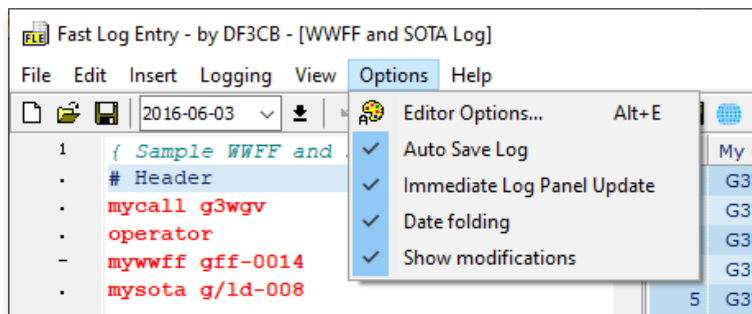 FLE Fast Log Entry - by DF3CB - [WWFF and SOTA Log]
File Edit Insert Logging View Options Help
2016-06-03
Editor Options... Alt+E
Auto Save Log
Immediate Log Panel Update
Date folding
Show modifications
1 { Sample WWFF and
. # Header
. mycall g3wgv
. operator
- mywwff gff-0014
. mysota g/ld-008
My
G3
G3
G3
G3
5 G3